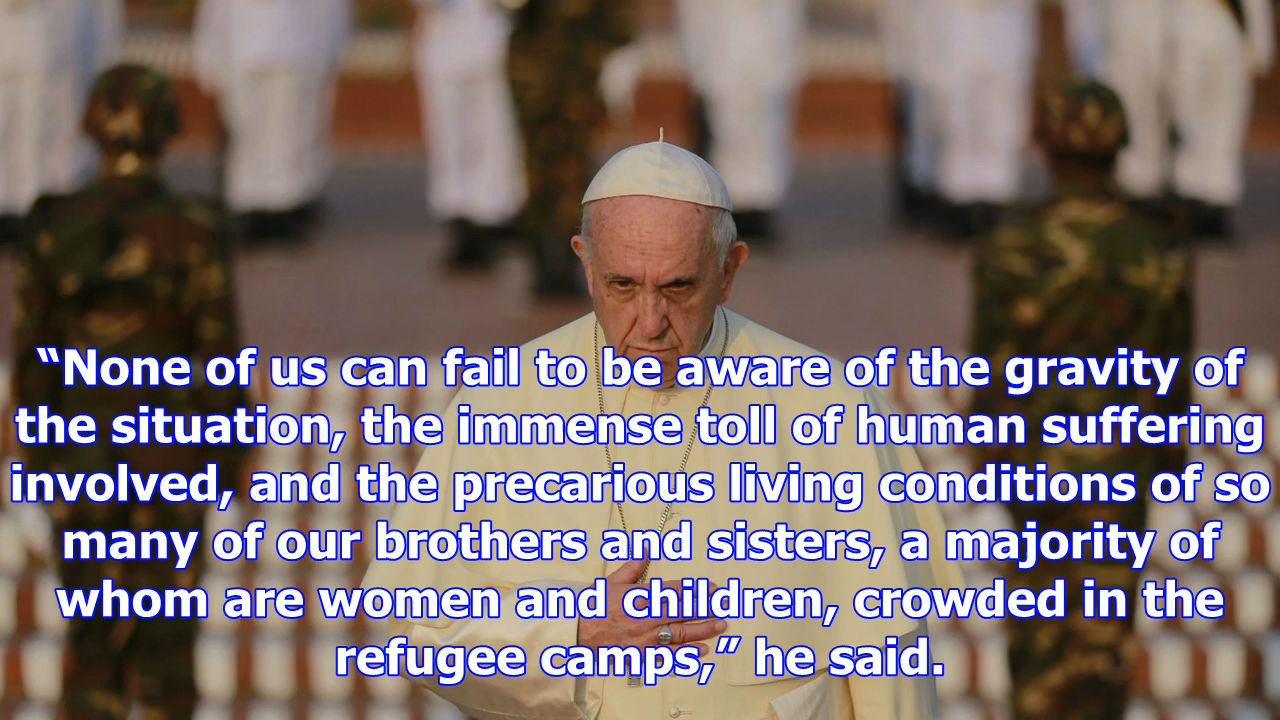 “None of us can fail to be aware of the gravity of
the situation, the immense toll of human suffering
involved, and the precarious living conditions of so
many of our brothers and sisters, a majority of
whom are women and children, crowded in the
refugee camps,” he said.